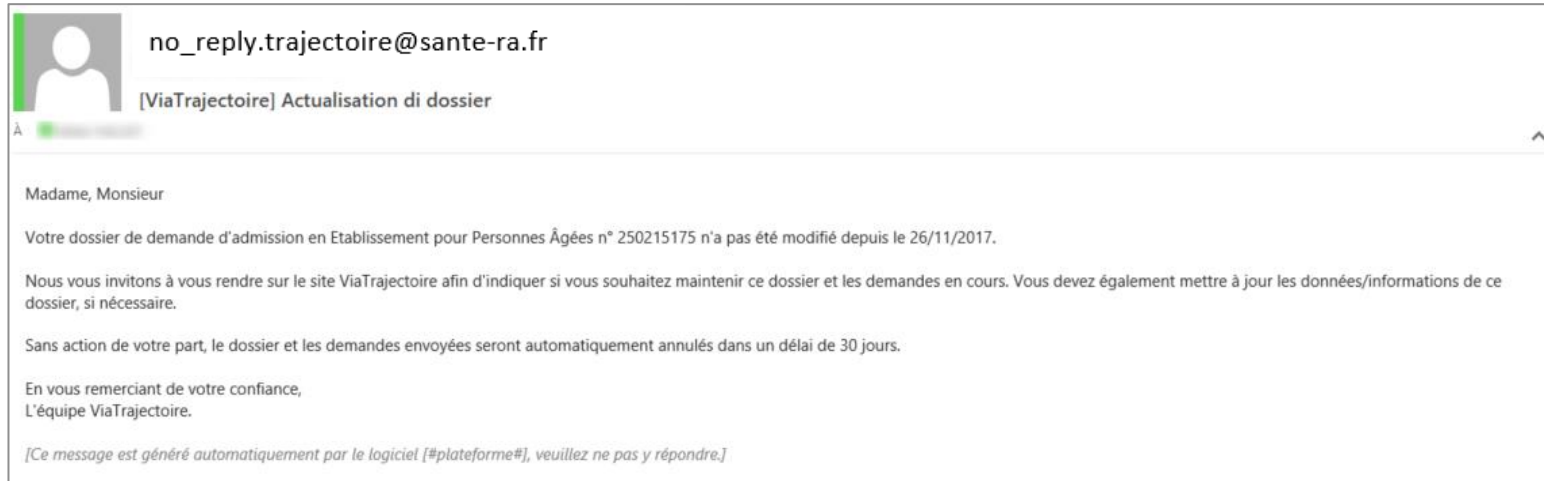 no_reply.trajectoire@sante-ra.fr
[ViaTrajectoire] Actualisation di dossier
À
Madame, Monsieur
Votre dossier de demande d'admission en Etablissement pour Personnes Âgées n° 250215175 n'a pas été modifié depuis le 26/11/2017.
Nous vous invitons à vous rendre sur le site ViaTrajectoire afin d'indiquer si vous souhaitez maintenir ce dossier et les demandes en cours. Vous devez également mettre à jour les données/informations de ce
dossier, si nécessaire.
Sans action de votre part, le dossier et les demandes envoyées seront automatiquement annulés dans un délai de 30 jours.
En vous remerciant de votre confiance,
L'équipe ViaTrajectoire.
[Ce message est généré automatiquement par le logiciel [#plateforme#], veuillez ne pas y répondre.]